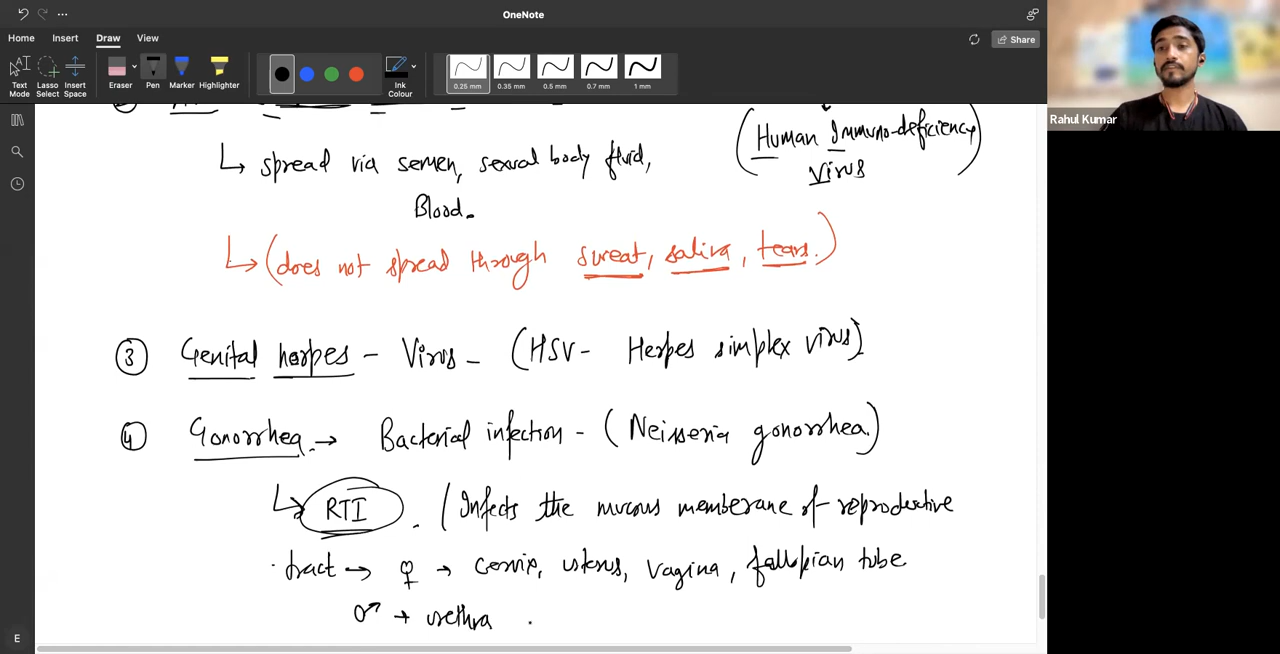 OneNote
Home Insert Draw View
Share
Text Mode Lasso Select Insert Space Eraser Pen Marker Highlighter Ink Colour
0.25 mm 0.35 mm 0.5 mm 0.7 mm 1 mm
Rahul Kumar
(Human Immuno-deficiency
Virus)
↳ spread via semen, sexual body fluid,
Blood.
↳ (does not spread through sweat, saliva, tears.)
③ Genital herpes - Virus - (HSV - Herpes simplex virus)
④ Gonorrhea → Bacterial infection - (Neisseria gonorrhea.)
↳ RTI. (Infects the mucous membrane of reproductive
tract → ♀ → cervix, uterus, vagina, fallopian tube
♂ → urethra
E